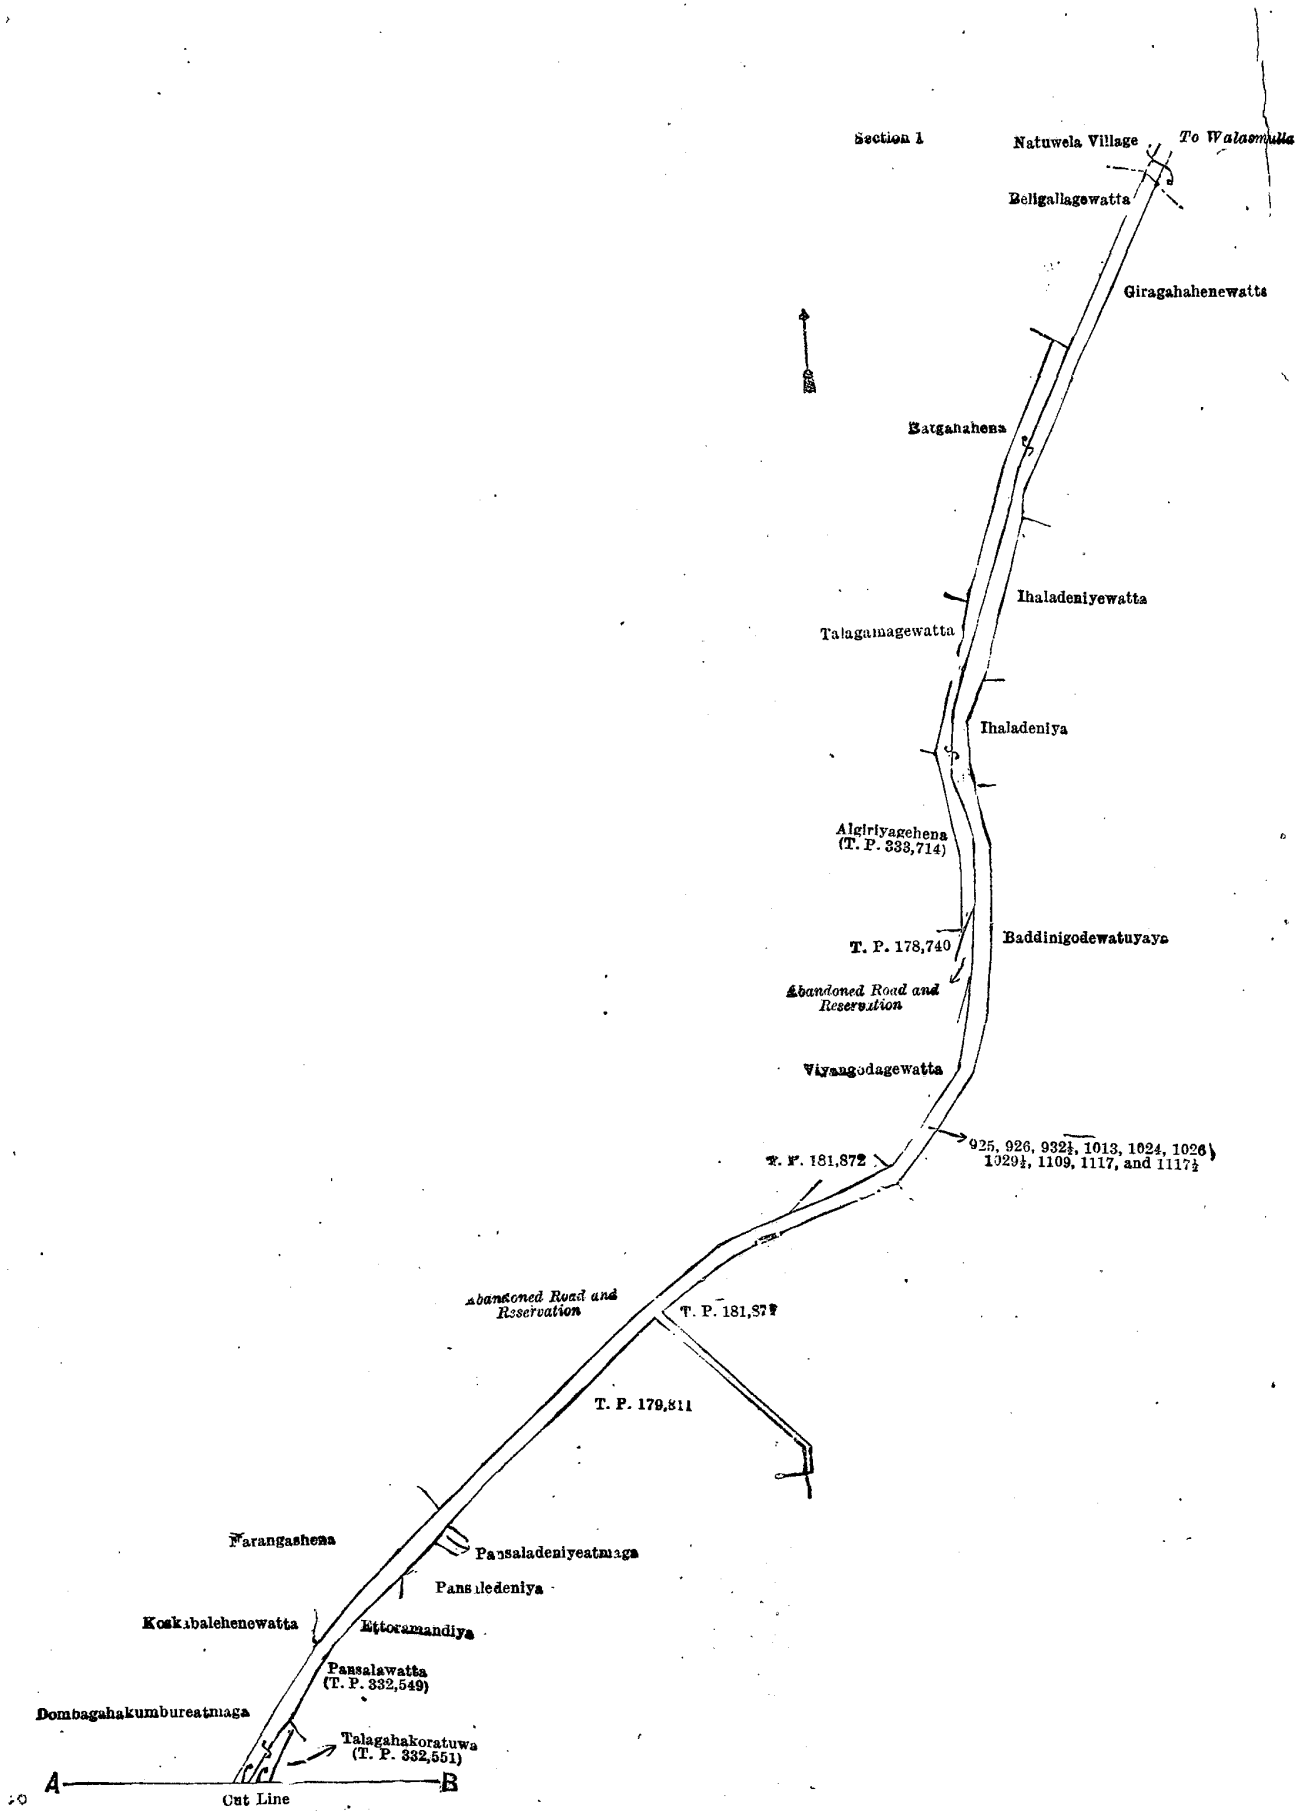 Section 1
Natuwela Village
To Walasmulla
Beligallagewatta
Giragahahenewatta
Batgahahena
Ihaladeniyewatta
Talagamagewatta
Ihaladeniya
Algiriyagehena
(T. P. 333,714)
T. P. 178,740
Baddinigodewatuyaya
Abandoned Road and
Reservation
Viyangodagewatta
925, 926, 932½, 1013, 1024, 1026
1029½, 1109, 1117, and 1117½
T. P. 181,872
Abandoned Road and
Reservation
T. P. 181,87
T. P. 179,811
Narangashena
Pansaladeniyeatmaga
Pansaledeniya
Koskabalehenewatta
Ettoramandiya
Pansalawatta
(T. P. 332,549)
Dombagahakumbureatmaga
Talagahakoratuwa
(T. P. 332,551)
A
B
Cut Line